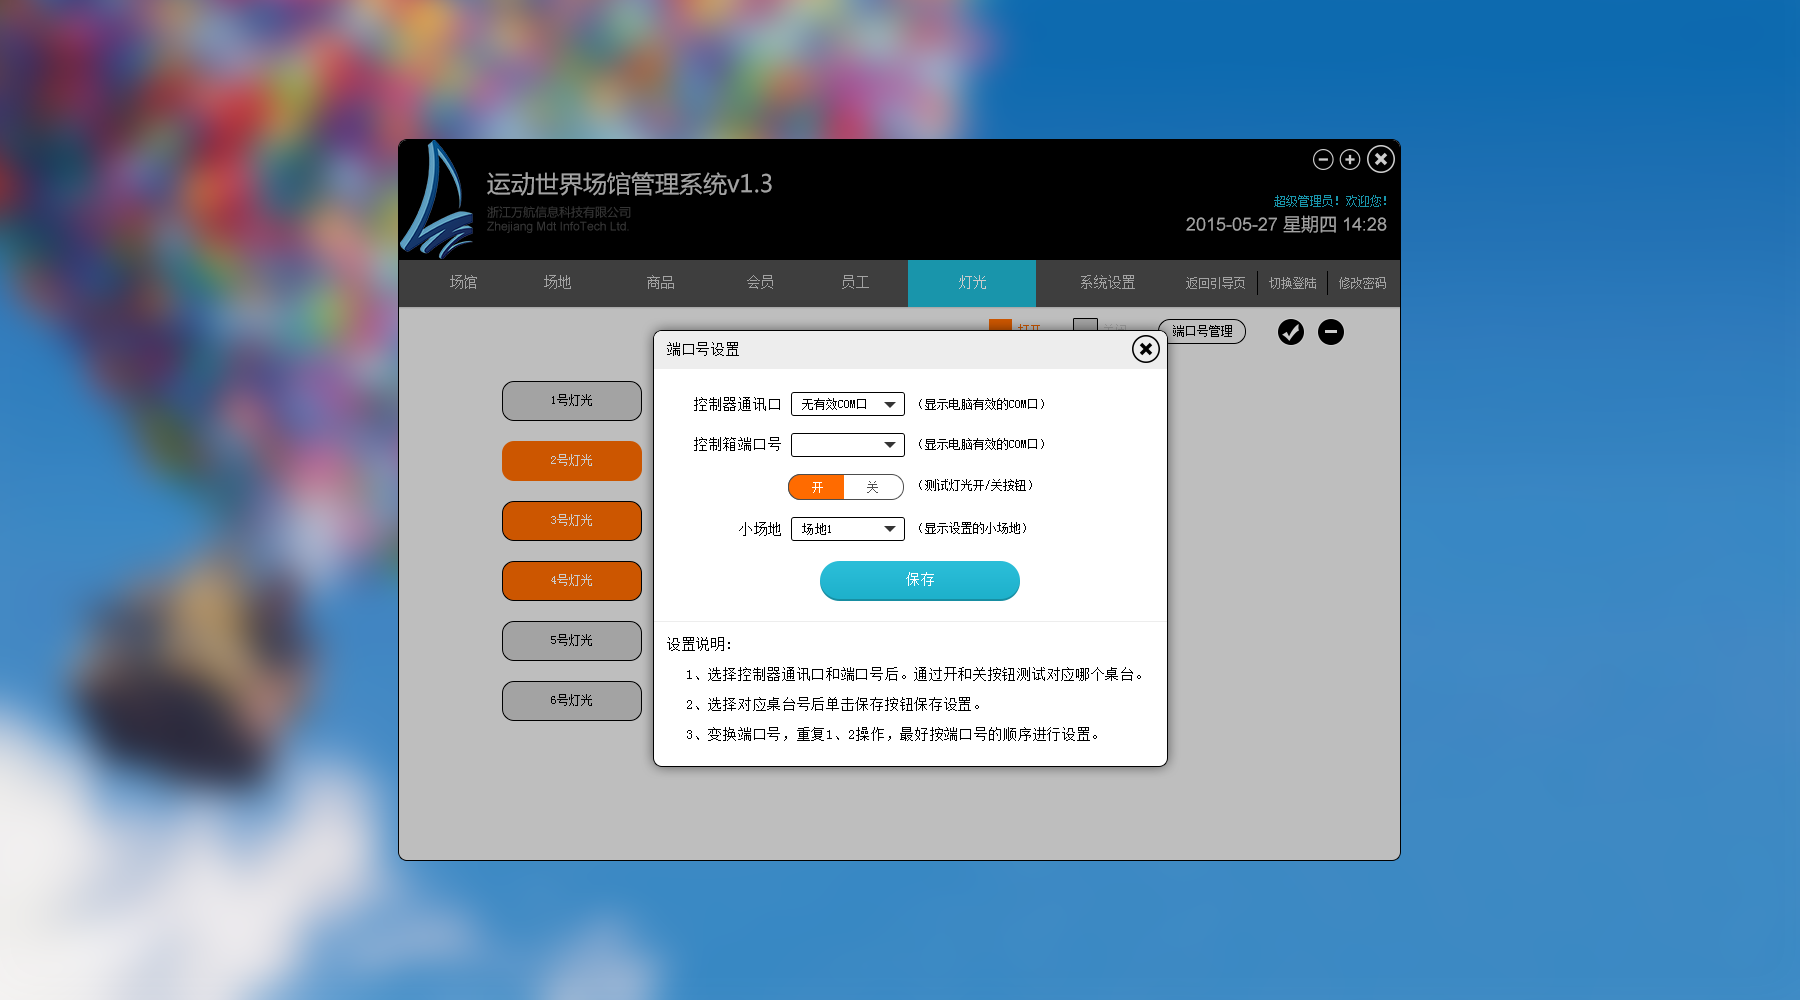 运动世界场馆管理系统v1.3
浙江万航信息科技有限公司
Zhejiang Mdt InfoTech Ltd.
超级管理员！欢迎您！
2015-05-27 星期四 14:28
场馆 场地 商品 会员 员工 灯光 系统设置 返回引导页 切换登陆 修改密码
打开 关闭 端口号管理
端口号设置
1号灯光
2号灯光
3号灯光
4号灯光
5号灯光
6号灯光
控制器通讯口 无有效COM口 （显示电脑有效的COM口）
控制箱端口号 （显示电脑有效的COM口）
开 关 （测试灯光开/关按钮）
小场地 场地1 （显示设置的小场地）
保存
设置说明:
1、选择控制器通讯口和端口号后。通过开和关按钮测试对应哪个桌台。
2、选择对应桌台号后单击保存按钮保存设置。
3、变换端口号，重复1、2操作，最好按端口号的顺序进行设置。